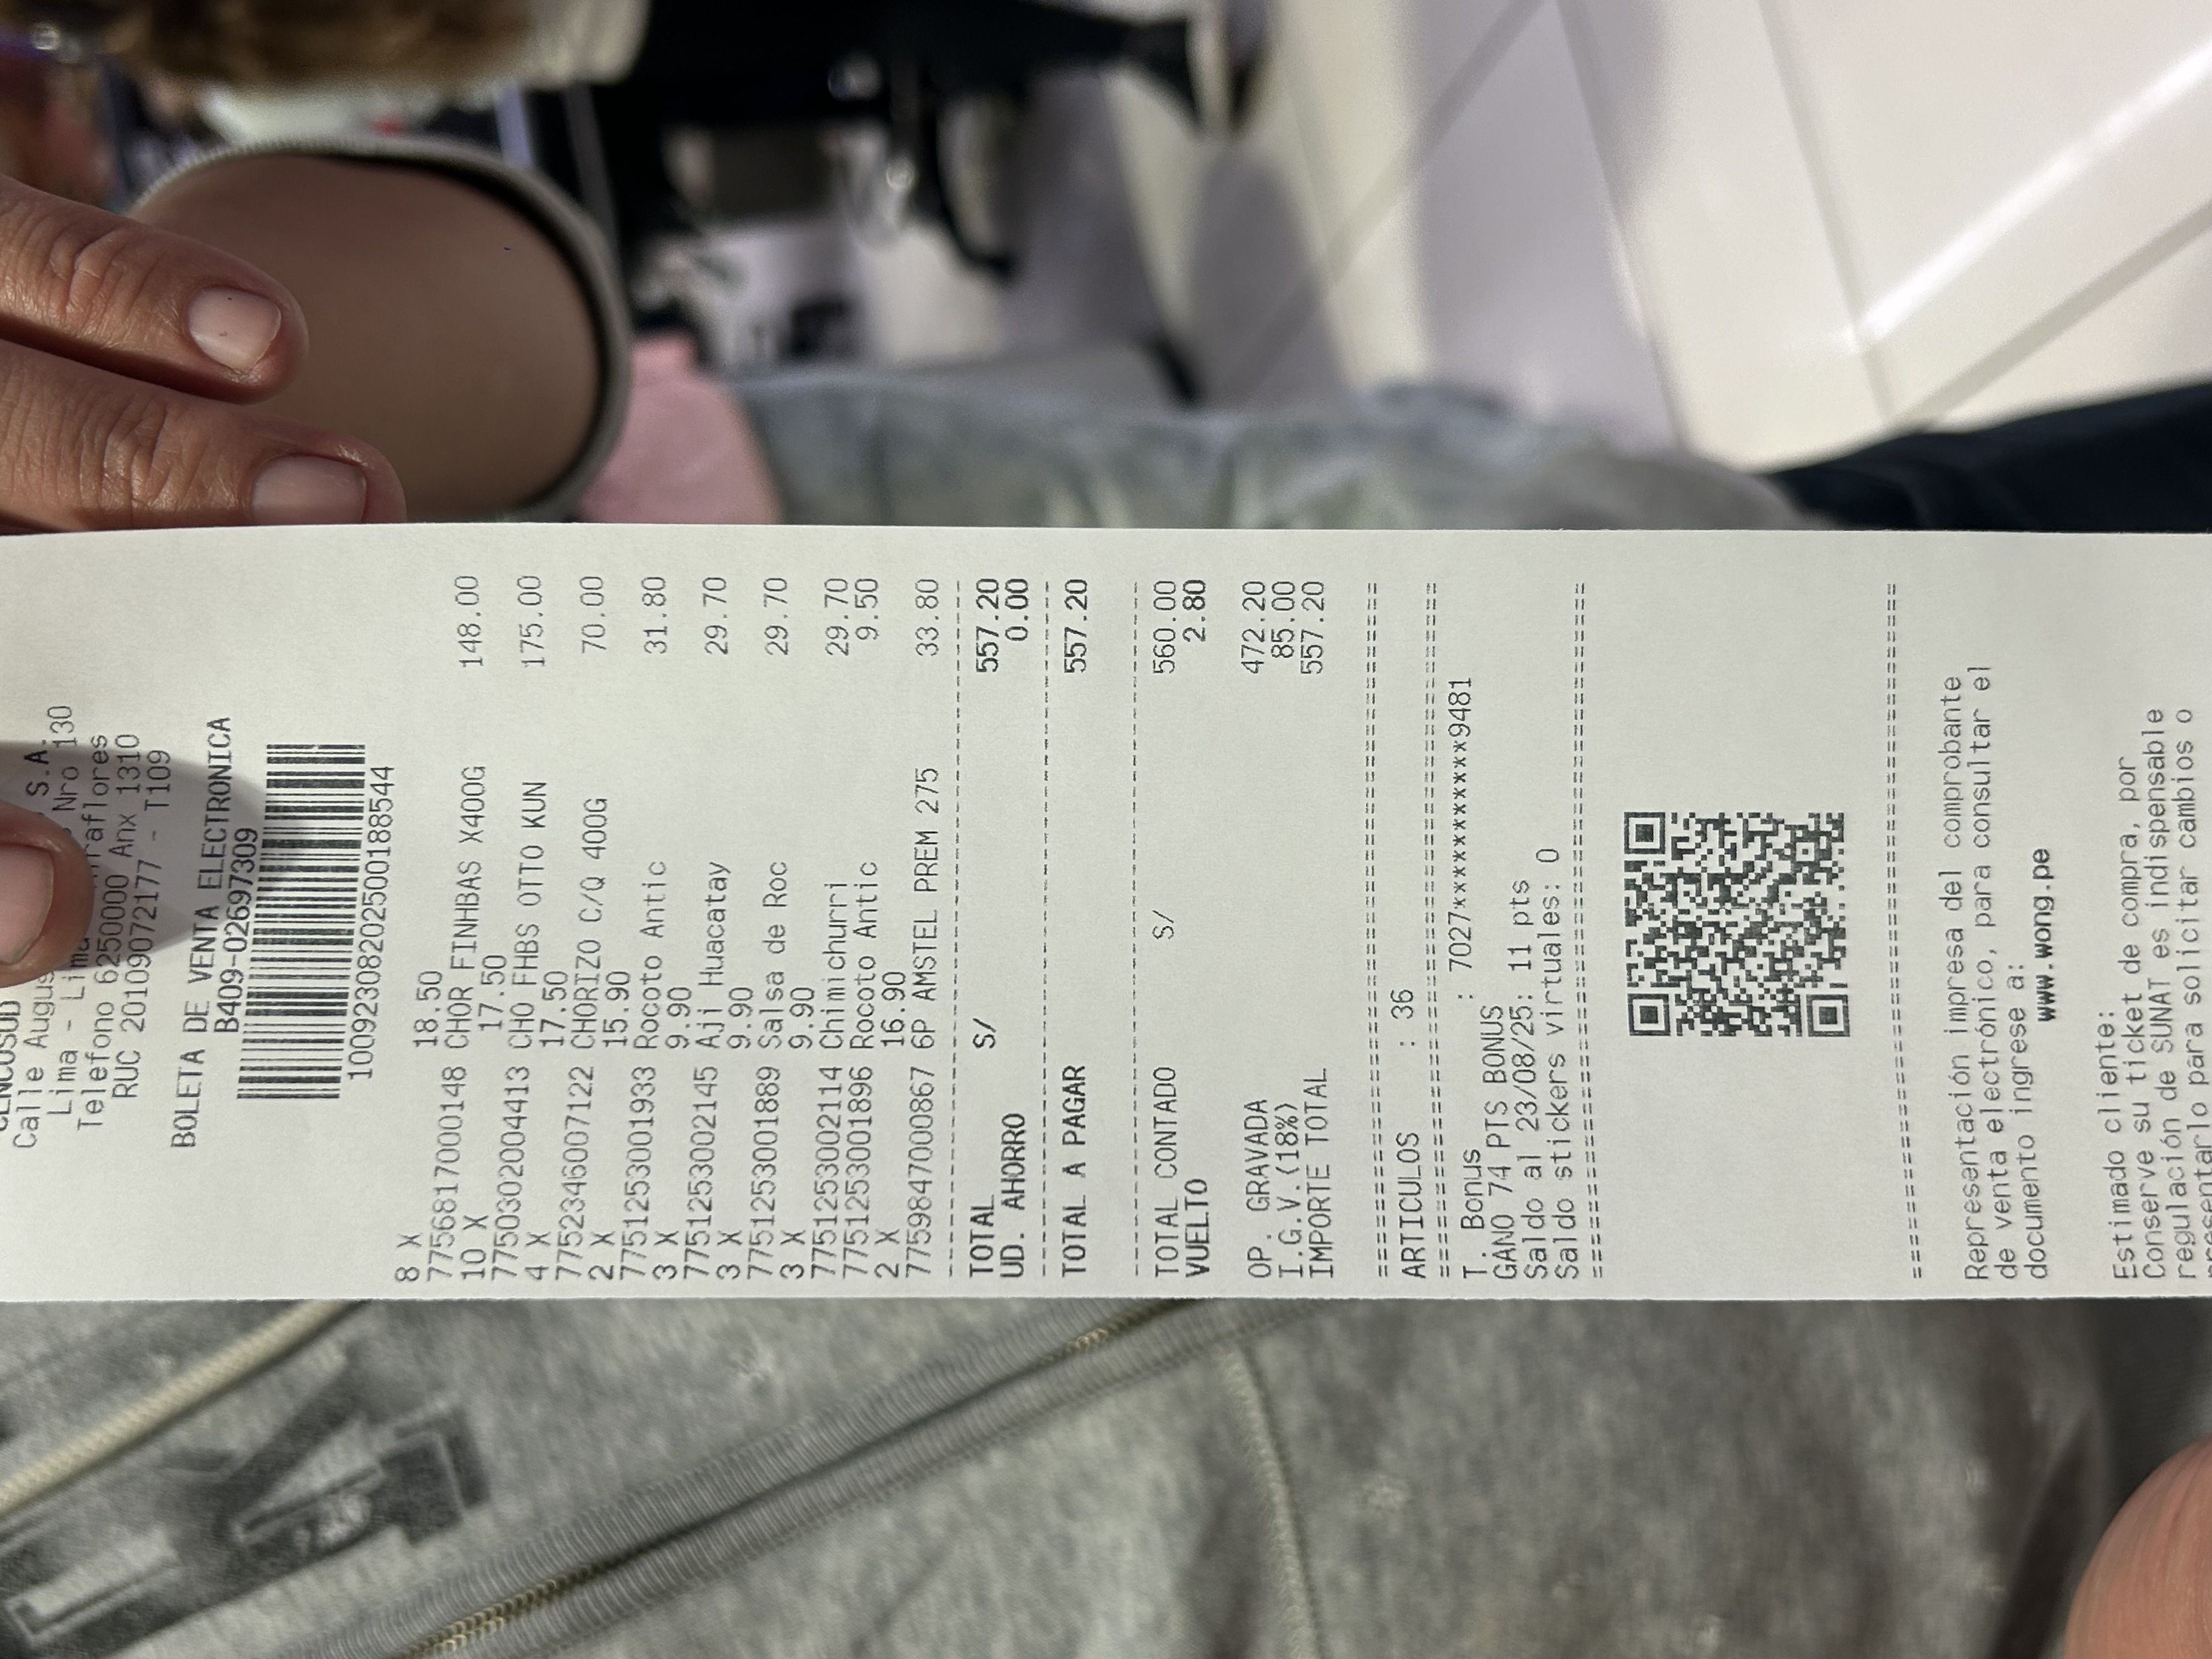 CENCOSUD S.A.
Calle Augus Nro 130
Lima - Lima raflores
Telefono 6250000 Anx 1310
RUC 20109072177 - T109
BOLETA DE VENTA ELECTRONICA
B409-02697309
10092308202500188544
8 X 18.50
7756817000148 CHOR FINHBAS X400G 148.00
10 X 17.50
7750302004413 CHO FHBS OTTO KUN 175.00
4 X 17.50
7752346007122 CHORIZO C/Q 400G 70.00
2 X 15.90
7751253001933 Rocoto Antic 31.80
3 X 9.90
7751253002145 Aji Huacatay 29.70
3 X 9.90
7751253001889 Salsa de Roc 29.70
3 X 9.90
7751253002114 Chimichurri 29.70
7751253001896 Rocoto Antic 9.50
2 X 16.90
7759847000867 6P AMSTEL PREM 275 33.80
TOTAL S/ 557.20
UD. AHORRO 0.00
TOTAL A PAGAR 557.20
TOTAL CONTADO S/ 560.00
VUELTO 2.80
OP. GRAVADA 472.20
I.G.V.(18%) 85.00
IMPORTE TOTAL 557.20
ARTICULOS : 36
T. Bonus : 7027***********9481
GANO 74 PTS BONUS
Saldo al 23/08/25: 11 pts
Saldo stickers virtuales: 0
Representación impresa del comprobante
de venta electrónico, para consultar el
documento ingrese a:
www.wong.pe
Estimado cliente:
Conserve su ticket de compra, por
regulación de SUNAT es indispensable
presentarlo para solicitar cambios o